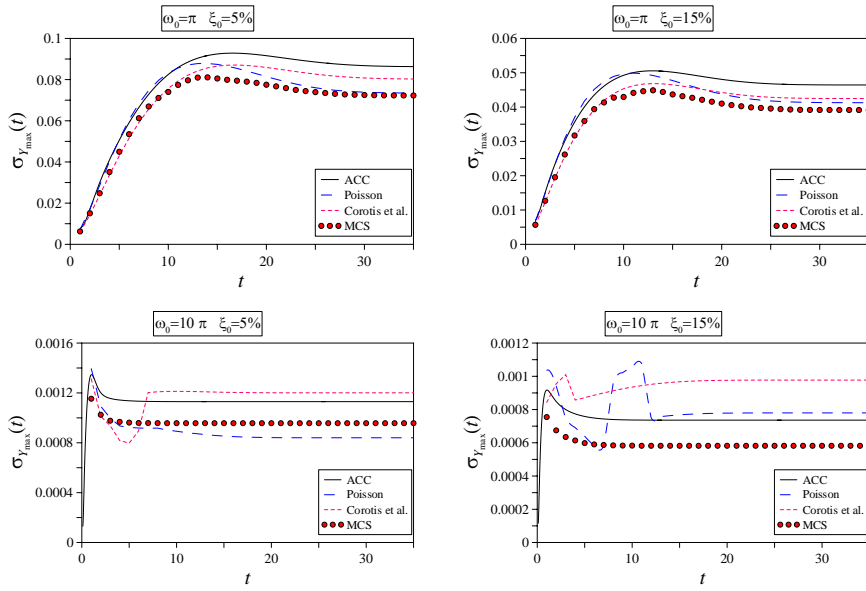 ω₀=π ξ₀=5%
0.1
0.08
0.06
0.04
0.02
0
σ_Ymax(t)
0 10 20 30
t
ACC
Poisson
Corotis et al.
MCS
ω₀=π ξ₀=15%
0.06
0.05
0.04
0.03
0.02
0.01
0
σ_Ymax(t)
0 10 20 30
t
ACC
Poisson
Corotis et al.
MCS
ω₀=10 π ξ₀=5%
0.0016
0.0012
0.0008
0.0004
0
σ_Ymax(t)
0 10 20 30
t
ACC
Poisson
Corotis et al.
MCS
ω₀=10 π ξ₀=15%
0.0012
0.001
0.0008
0.0006
0.0004
0.0002
0
σ_Ymax(t)
0 10 20 30
t
ACC
Poisson
Corotis et al.
MCS